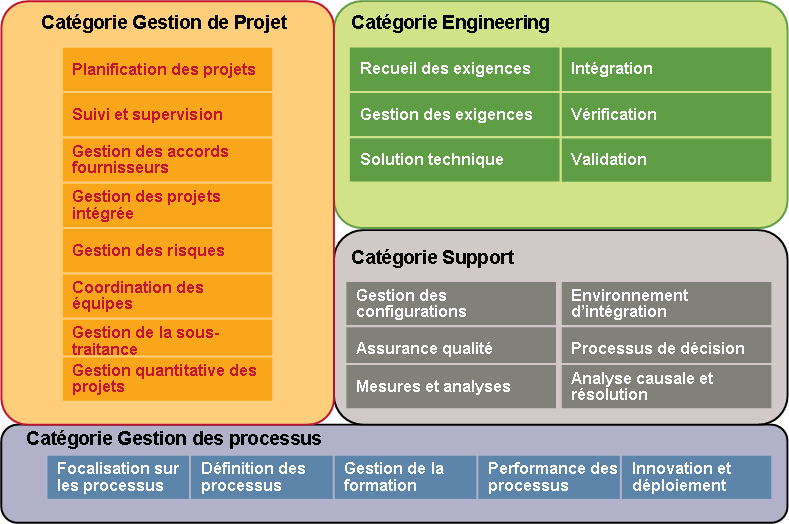 Catégorie Gestion de Projet
Planification des projets
Suivi et supervision
Gestion des accords
fournisseurs
Gestion des projets
intégrée
Gestion des risques
Coordination des
équipes
Gestion de la sous-
traitance
Gestion quantitative des
projets
Catégorie Engineering
Recueil des exigences
Intégration
Gestion des exigences
Vérification
Solution technique
Validation
Catégorie Support
Gestion des
configurations
Environnement
d'intégration
Assurance qualité
Processus de décision
Mesures et analyses
Analyse causale et
résolution
Catégorie Gestion des processus
Focalisation sur
les processus
Définition des
processus
Gestion de la
formation
Performance des
processus
Innovation et
déploiement